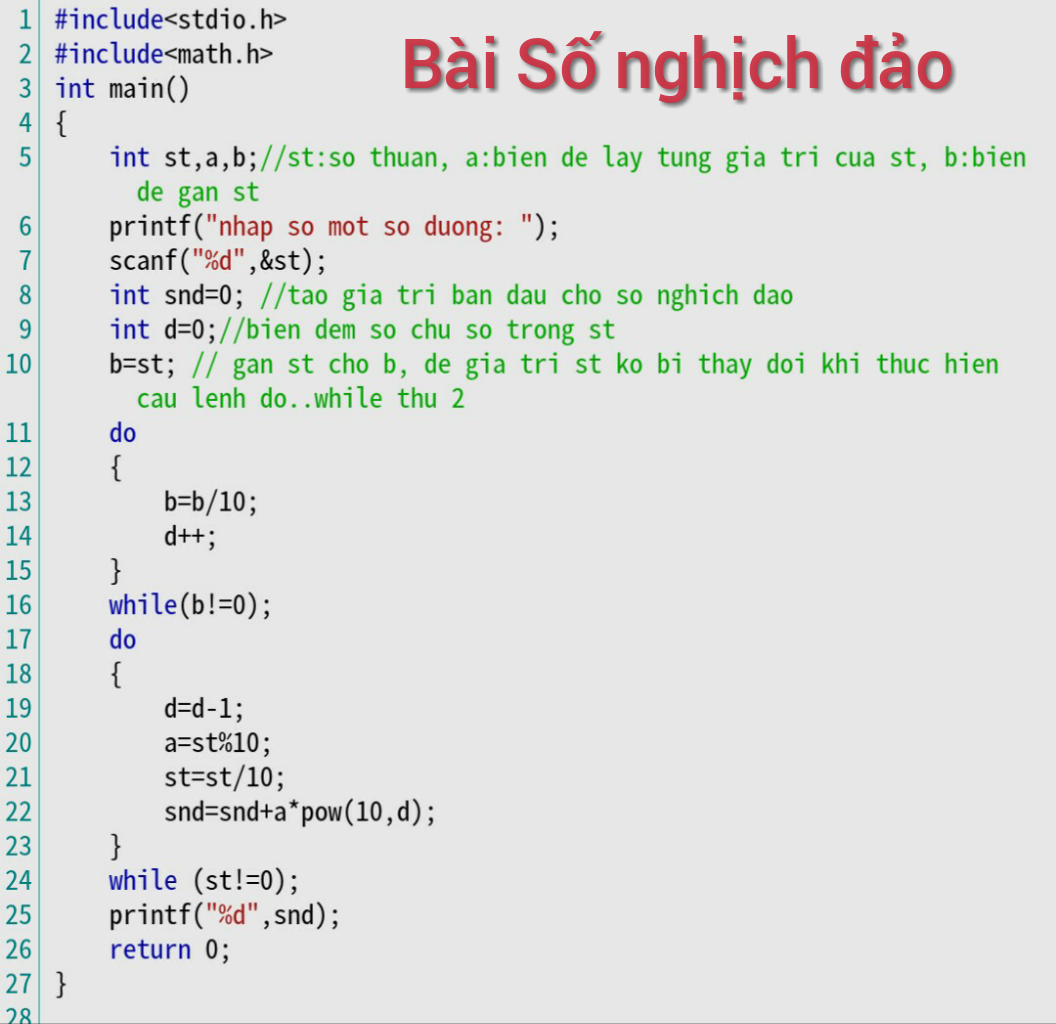 Bài Số nghịch đảo
1 #include<stdio.h>
2 #include<math.h>
3 int main()
4 {
5     int st,a,b;//st:so thuan, a:bien de lay tung gia tri cua st, b:bien
      de gan st
6     printf("nhap so mot so duong: ");
7     scanf("%d",&st);
8     int snd=0; //tao gia tri ban dau cho so nghich dao
9     int d=0;//bien dem so chu so trong st
10    b=st; // gan st cho b, de gia tri st ko bi thay doi khi thuc hien
      cau lenh do..while thu 2
11    do
12    {
13        b=b/10;
14        d++;
15    }
16    while(b!=0);
17    do
18    {
19        d=d-1;
20        a=st%10;
21        st=st/10;
22        snd=snd+a*pow(10,d);
23    }
24    while (st!=0);
25    printf("%d",snd);
26    return 0;
27 }
28